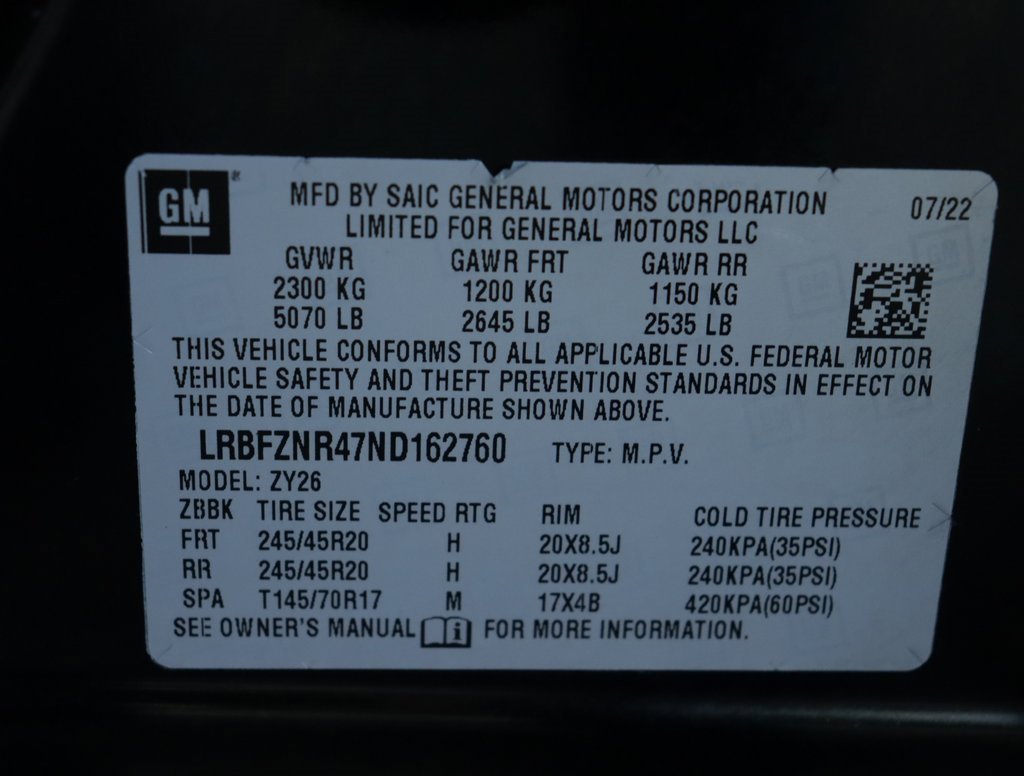 GM
MFD BY SAIC GENERAL MOTORS CORPORATION 07/22
LIMITED FOR GENERAL MOTORS LLC
GVWR GAWR FRT GAWR RR
2300 KG 1200 KG 1150 KG
5070 LB 2645 LB 2535 LB
THIS VEHICLE CONFORMS TO ALL APPLICABLE U.S. FEDERAL MOTOR
VEHICLE SAFETY AND THEFT PREVENTION STANDARDS IN EFFECT ON
THE DATE OF MANUFACTURE SHOWN ABOVE.
LRBFZNR47ND162760 TYPE: M.P.V.
MODEL: ZY26
ZBBK TIRE SIZE SPEED RTG RIM COLD TIRE PRESSURE
FRT 245/45R20 H 20X8.5J 240KPA(35PSI)
RR 245/45R20 H 20X8.5J 240KPA(35PSI)
SPA T145/70R17 M 17X4B 420KPA(60PSI)
SEE OWNER'S MANUAL i FOR MORE INFORMATION.